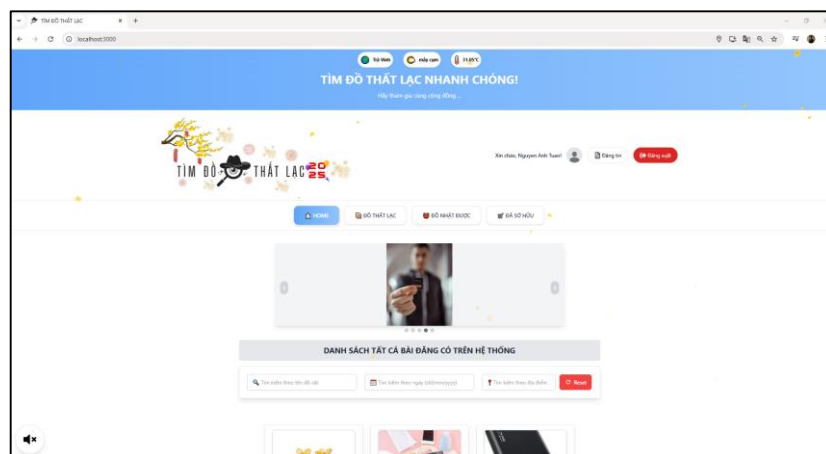 TÌM ĐỒ THẤT LẠC
localhost:3000
Trà Vinh mây cụm 31.05°C
TÌM ĐỒ THẤT LẠC NHANH CHÓNG!
Hãy tham gia cùng cộng đồng ...
TÌM ĐỒ THẤT LẠC 2025
Xin chào, Nguyen Anh Tuan! Đăng tin Đăng xuất
HOME ĐỒ THẤT LẠC ĐỒ NHẶT ĐƯỢC ĐÃ SỞ HỮU
DANH SÁCH TẤT CẢ BÀI ĐĂNG CÓ TRÊN HỆ THỐNG
Tìm kiếm theo tên đồ vật Tìm kiếm theo ngày (dd/mm/yyyy) Tìm kiếm theo địa điểm Reset